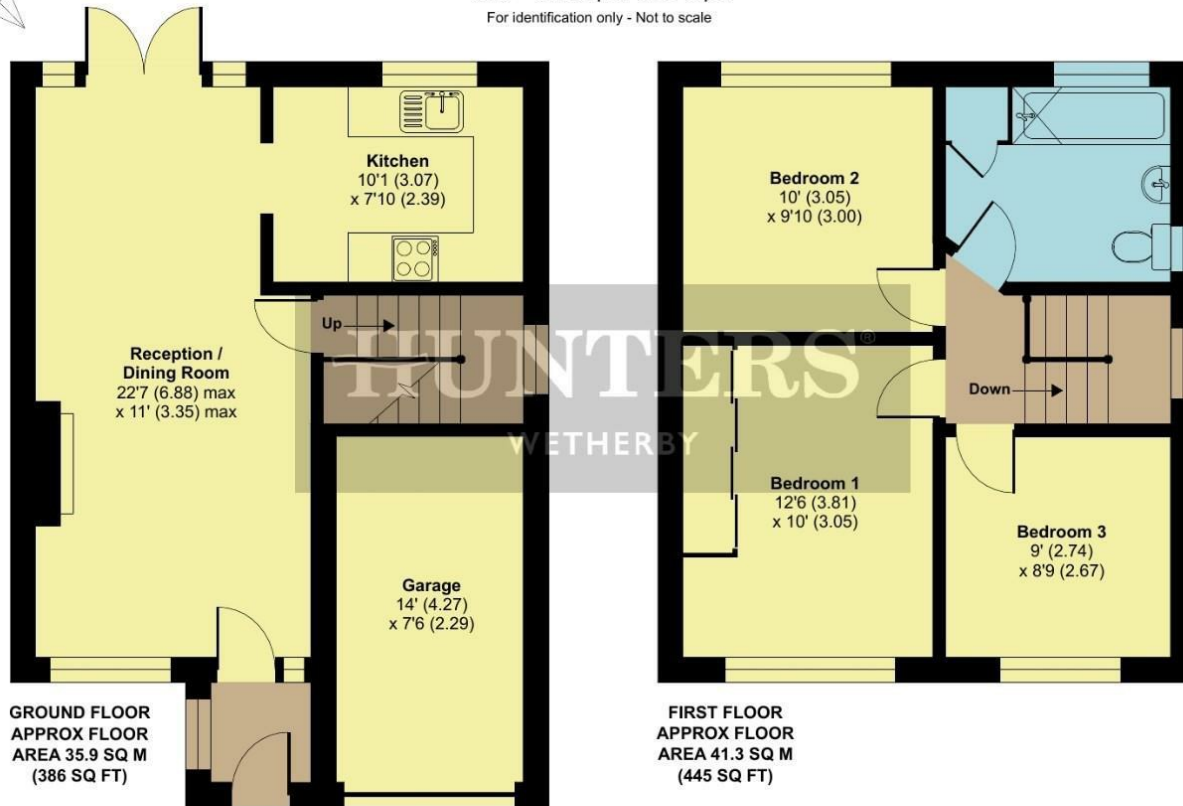 For identification only - Not to scale
Kitchen
10'1 (3.07)
x 7'10 (2.39)
Up
Reception /
Dining Room
22'7 (6.88) max
x 11' (3.35) max
Garage
14' (4.27)
x 7'6 (2.29)
GROUND FLOOR
APPROX FLOOR
AREA 35.9 SQ M
(386 SQ FT)
HUNTERS®
WETHERBY
Bedroom 2
10' (3.05)
x 9'10 (3.00)
Down
Bedroom 1
12'6 (3.81)
x 10' (3.05)
Bedroom 3
9' (2.74)
x 8'9 (2.67)
FIRST FLOOR
APPROX FLOOR
AREA 41.3 SQ M
(445 SQ FT)